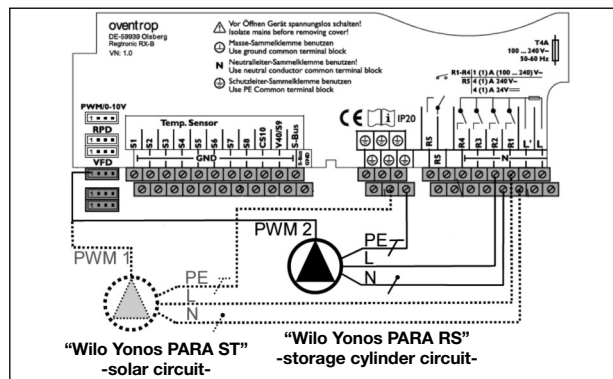 oventrop
DE-59939 Olsberg
Regtronic RX-B
VN: 1.0
Vor Öffnen Gerät spannungslos schalten!
Isolate mains before removing cover!
Masse-Sammelklemme benutzen
Use ground common terminal block
N Neutralleiter-Sammelklemme benutzen!
Use neutral conductor common terminal block
Schutzleiter-Sammelklemme benutzen!
Use PE Common terminal block
T4A
100 ... 240 V~
50-60 Hz
R1-R4 1 (1) A (100 ... 240) V~
R5 4 (1) A 240 V~
4 (1) A 24V
CE i IP20
PWM/0-10V
RPD
VFD
Temp. Sensor
S1 S2 S3 S4 S5 S6 S7 S8 CS10 V40/S9 S-Bus
GND
S-Bus GND
R5
R5 R4 R3 R2 R1 L' L
N
PWM 1
PE
L
N
PWM 2
PE
L
N
“Wilo Yonos PARA ST”
-solar circuit-
“Wilo Yonos PARA RS”
-storage cylinder circuit-